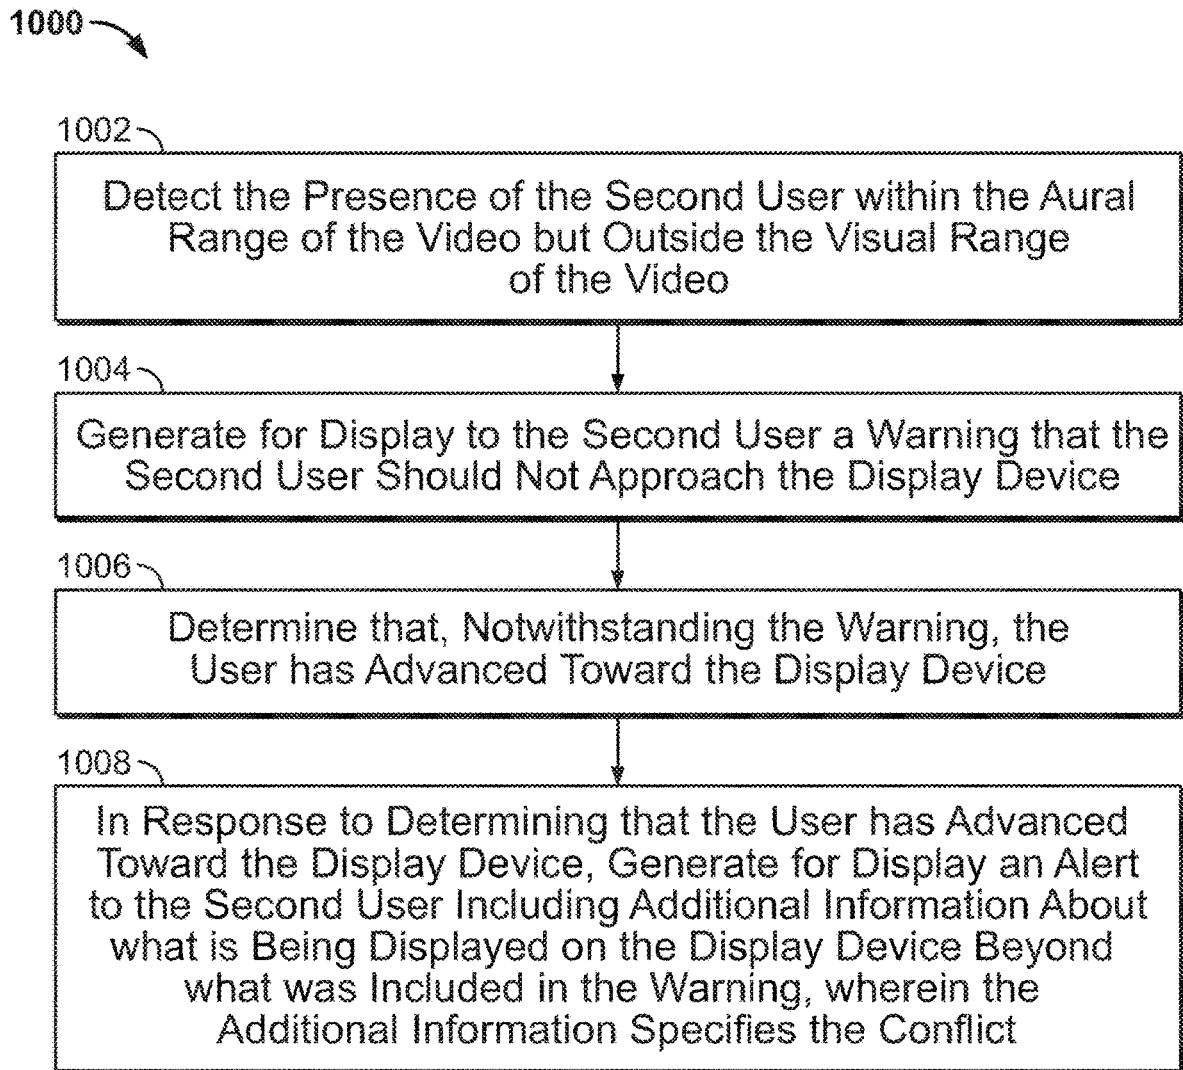 1000
1002
Detect the Presence of the Second User within the Aural
Range of the Video but Outside the Visual Range
of the Video
1004
Generate for Display to the Second User a Warning that the
Second User Should Not Approach the Display Device
1006
Determine that, Notwithstanding the Warning, the
User has Advanced Toward the Display Device
1008
In Response to Determining that the User has Advanced
Toward the Display Device, Generate for Display an Alert
to the Second User Including Additional Information About
what is Being Displayed on the Display Device Beyond
what was Included in the Warning, wherein the
Additional Information Specifies the Conflict